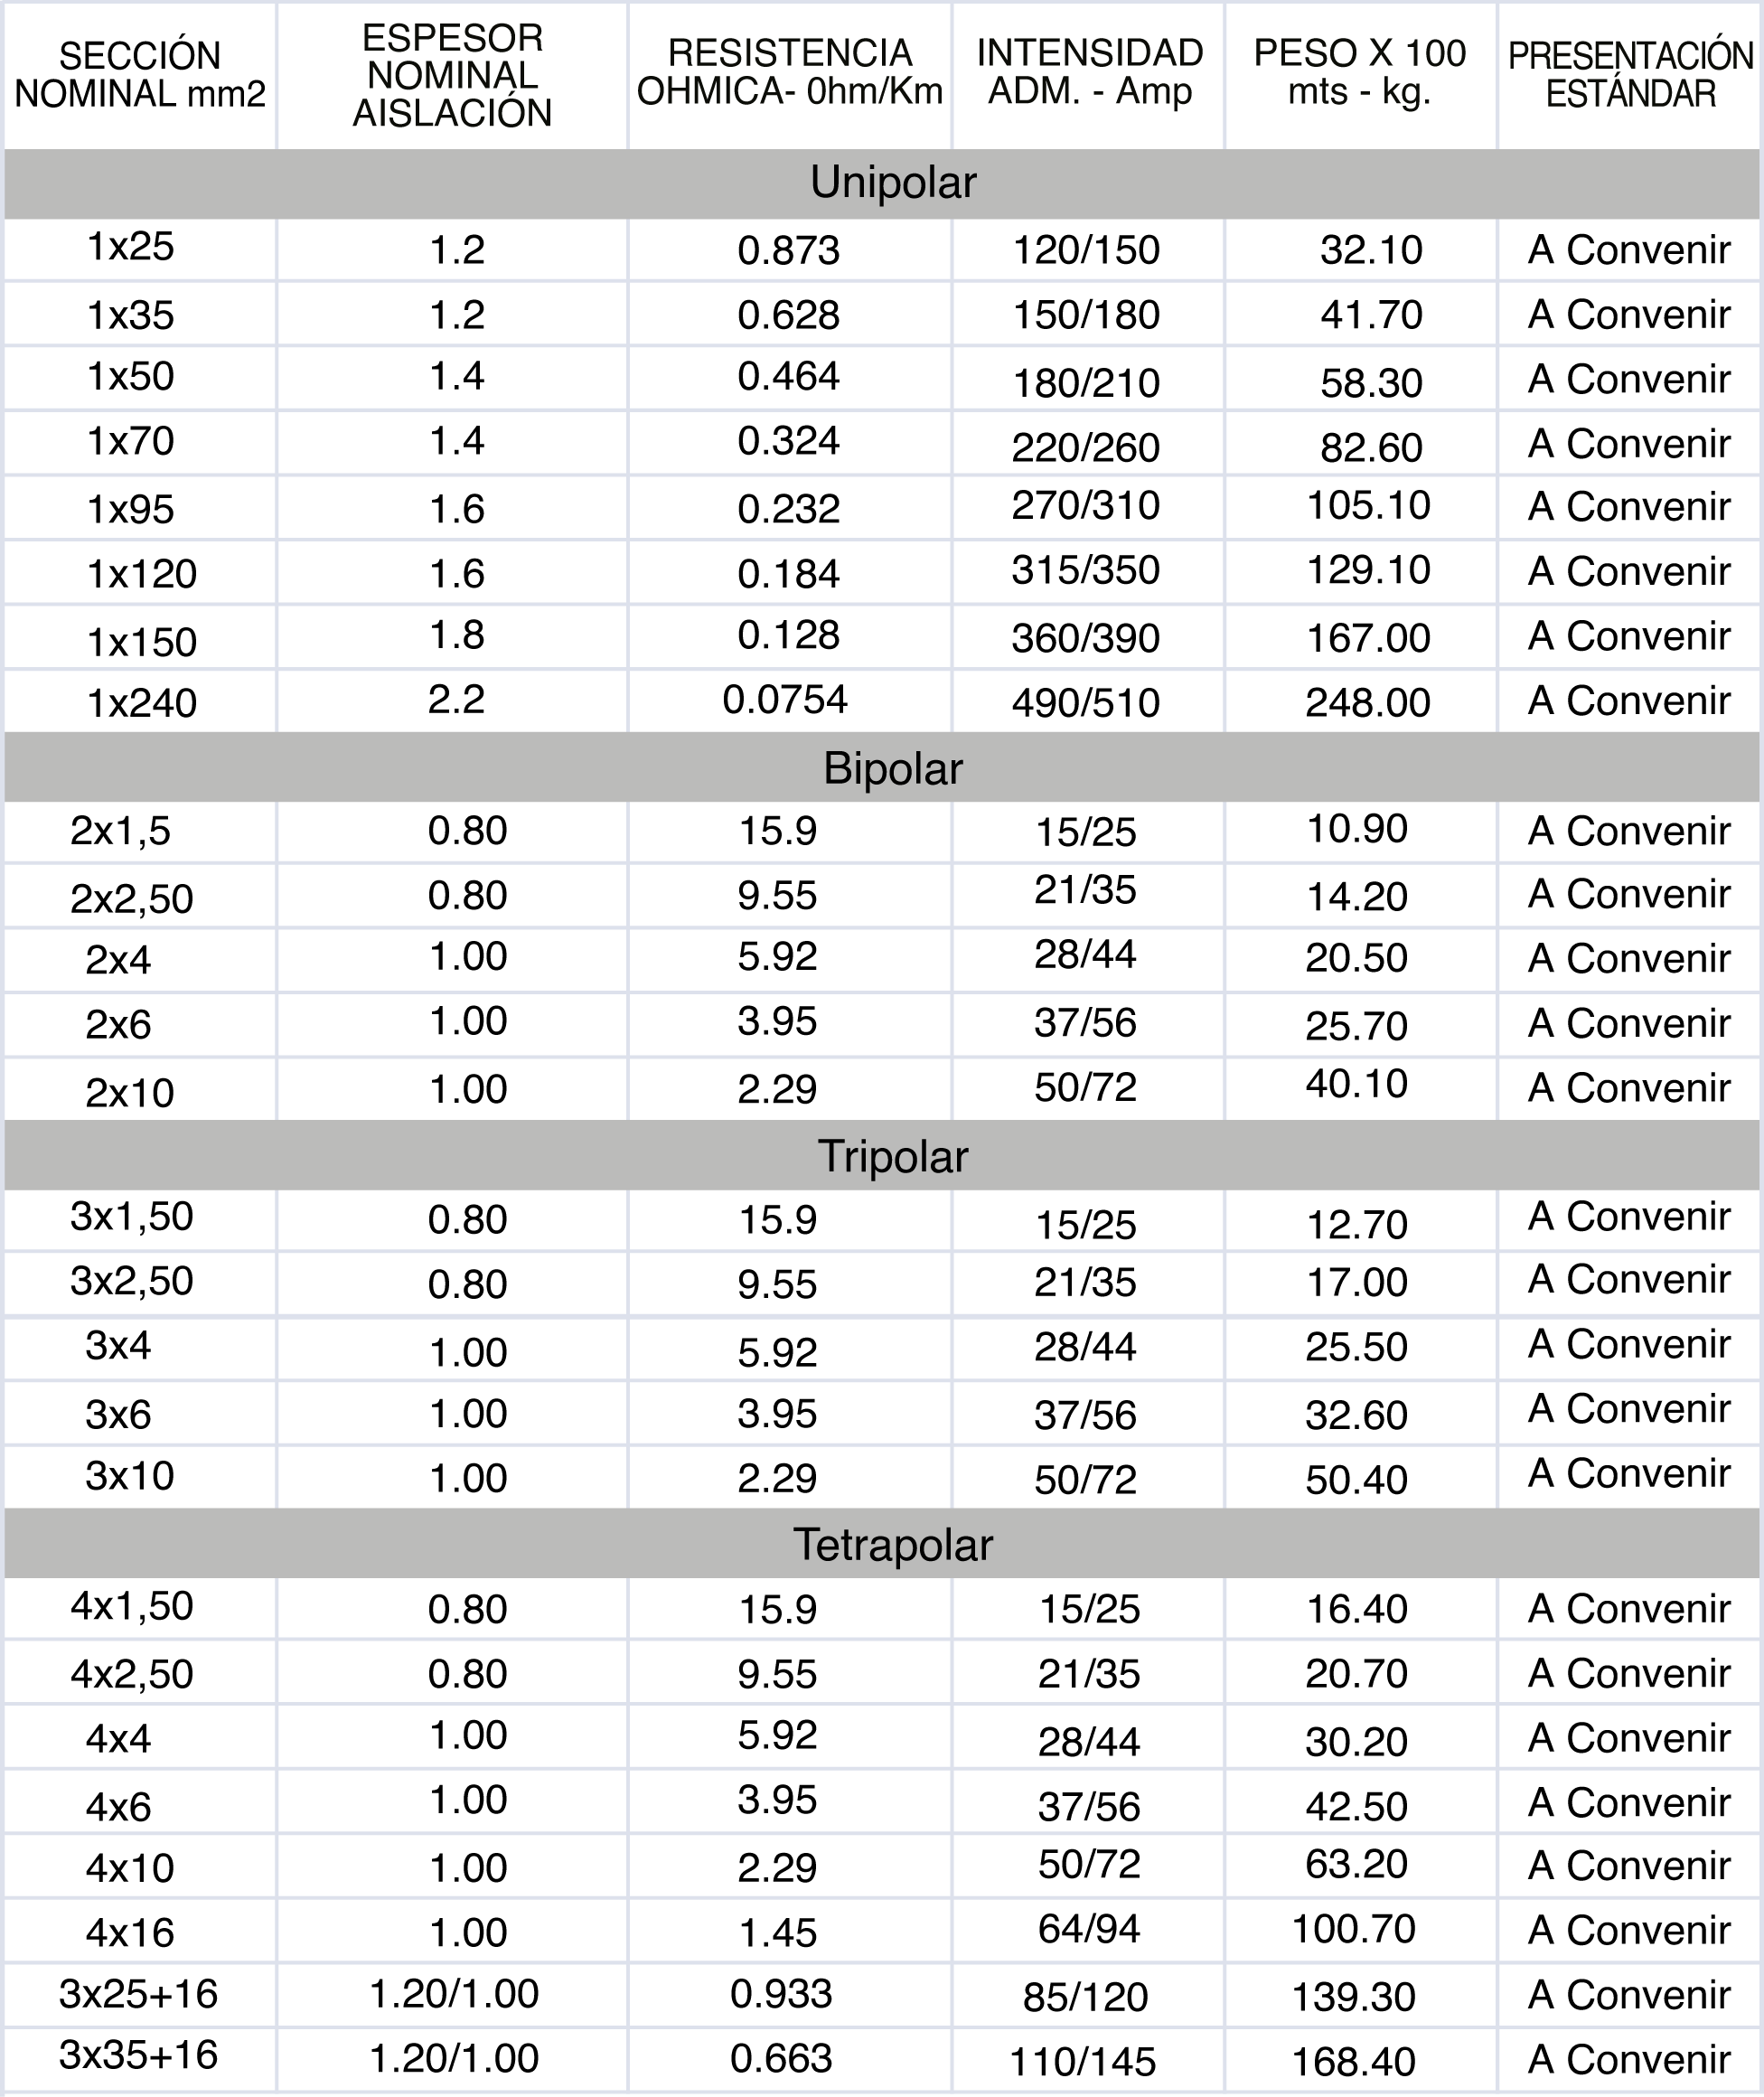 SECCIÓN NOMINAL mm2 ESPESOR NOMINAL AISLACIÓN RESISTENCIA OHMICA- 0hm/Km INTENSIDAD ADM. - Amp PESO X 100 mts - kg. PRESENTACIÓN ESTÁNDAR
Unipolar
1x25 1.2 0.873 120/150 32.10 A Convenir
1x35 1.2 0.628 150/180 41.70 A Convenir
1x50 1.4 0.464 180/210 58.30 A Convenir
1x70 1.4 0.324 220/260 82.60 A Convenir
1x95 1.6 0.232 270/310 105.10 A Convenir
1x120 1.6 0.184 315/350 129.10 A Convenir
1x150 1.8 0.128 360/390 167.00 A Convenir
1x240 2.2 0.0754 490/510 248.00 A Convenir
Bipolar
2x1,5 0.80 15.9 15/25 10.90 A Convenir
2x2,50 0.80 9.55 21/35 14.20 A Convenir
2x4 1.00 5.92 28/44 20.50 A Convenir
2x6 1.00 3.95 37/56 25.70 A Convenir
2x10 1.00 2.29 50/72 40.10 A Convenir
Tripolar
3x1,50 0.80 15.9 15/25 12.70 A Convenir
3x2,50 0.80 9.55 21/35 17.00 A Convenir
3x4 1.00 5.92 28/44 25.50 A Convenir
3x6 1.00 3.95 37/56 32.60 A Convenir
3x10 1.00 2.29 50/72 50.40 A Convenir
Tetrapolar
4x1,50 0.80 15.9 15/25 16.40 A Convenir
4x2,50 0.80 9.55 21/35 20.70 A Convenir
4x4 1.00 5.92 28/44 30.20 A Convenir
4x6 1.00 3.95 37/56 42.50 A Convenir
4x10 1.00 2.29 50/72 63.20 A Convenir
4x16 1.00 1.45 64/94 100.70 A Convenir
3x25+16 1.20/1.00 0.933 85/120 139.30 A Convenir
3x35+16 1.20/1.00 0.663 110/145 168.40 A Convenir